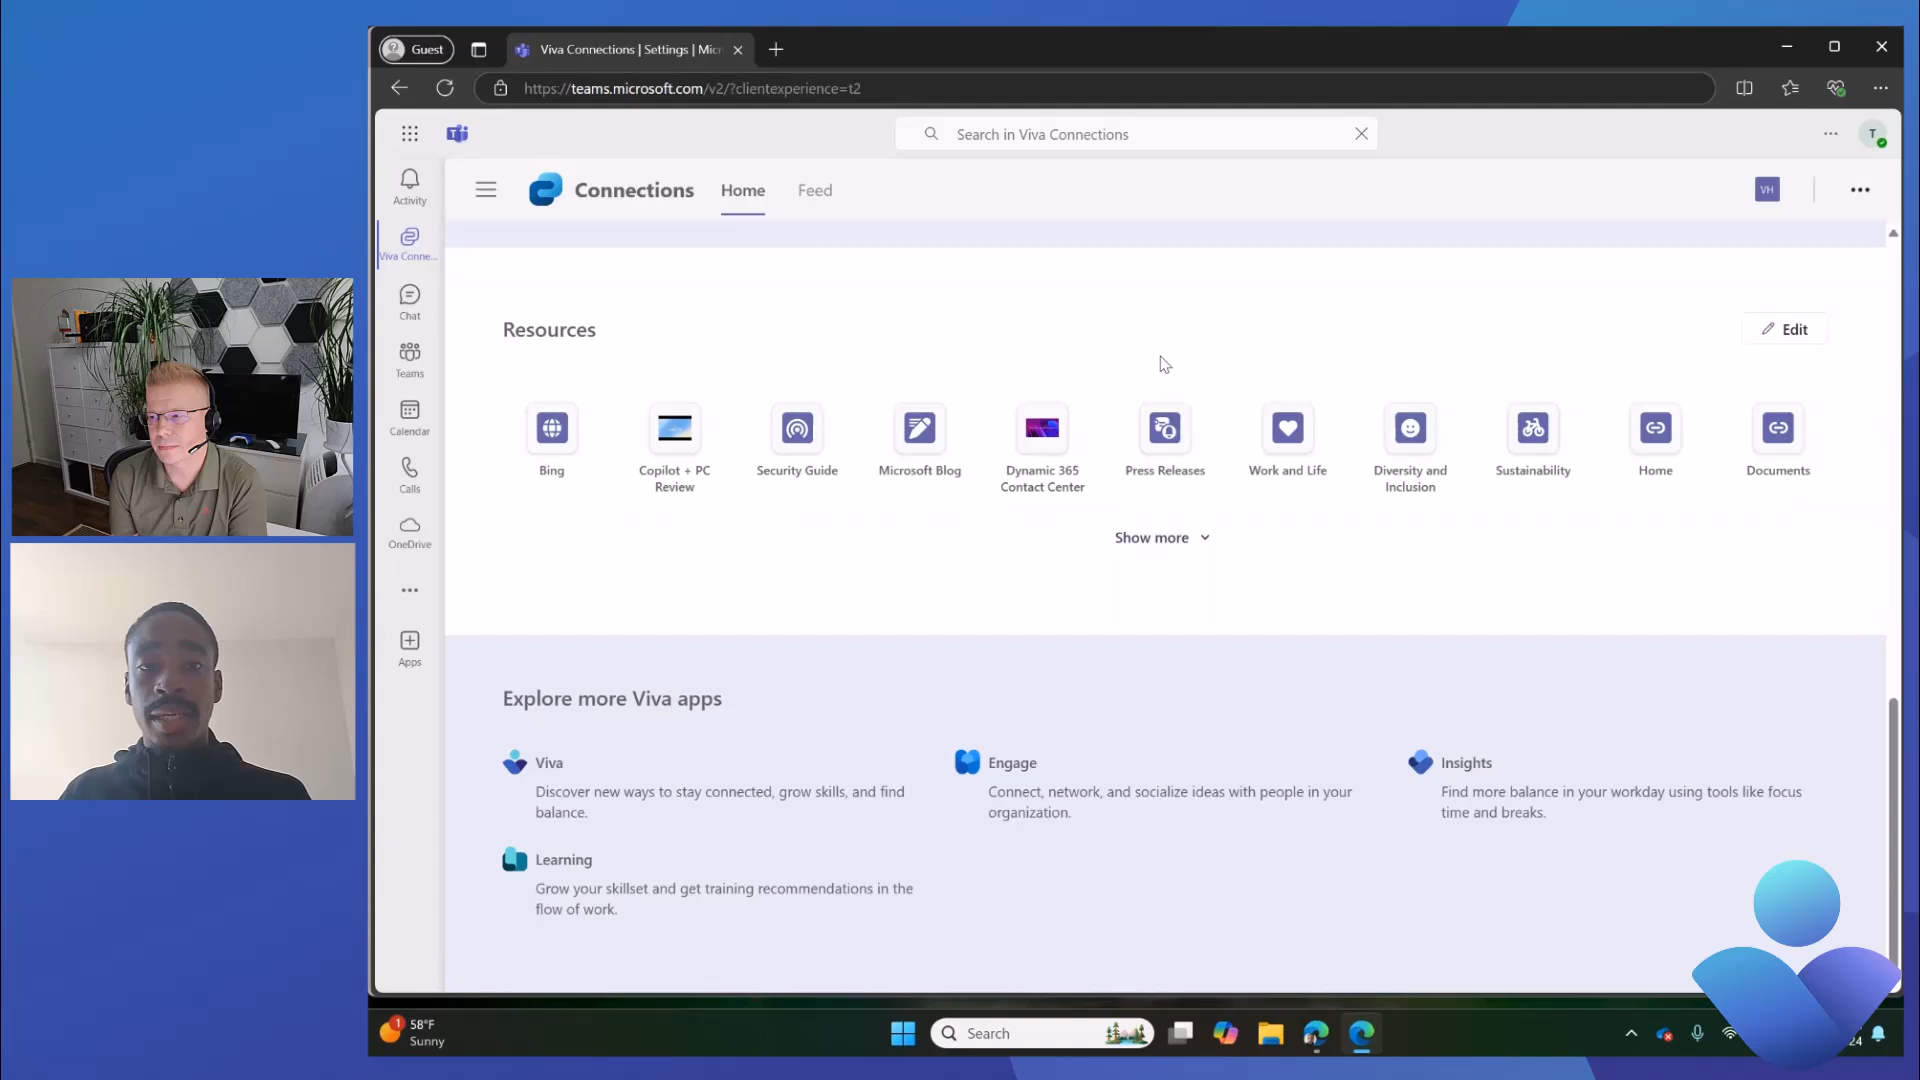 Guest
Viva Connections | Settings | Micr
https://teams.microsoft.com/v2/?clientexperience=t2
Search in Viva Connections
T
Activity
Viva Conne...
Chat
Teams
Calendar
Calls
OneDrive
Apps
Connections
Home
Feed
VH
Resources
Edit
Bing
Copilot + PC
Review
Security Guide
Microsoft Blog
Dynamic 365
Contact Center
Press Releases
Work and Life
Diversity and
Inclusion
Sustainability
Home
Documents
Show more
Explore more Viva apps
Viva
Discover new ways to stay connected, grow skills, and find
balance.
Engage
Connect, network, and socialize ideas with people in your
organization.
Insights
Find more balance in your workday using tools like focus
time and breaks.
Learning
Grow your skillset and get training recommendations in the
flow of work.
1
58°F
Sunny
Search
24